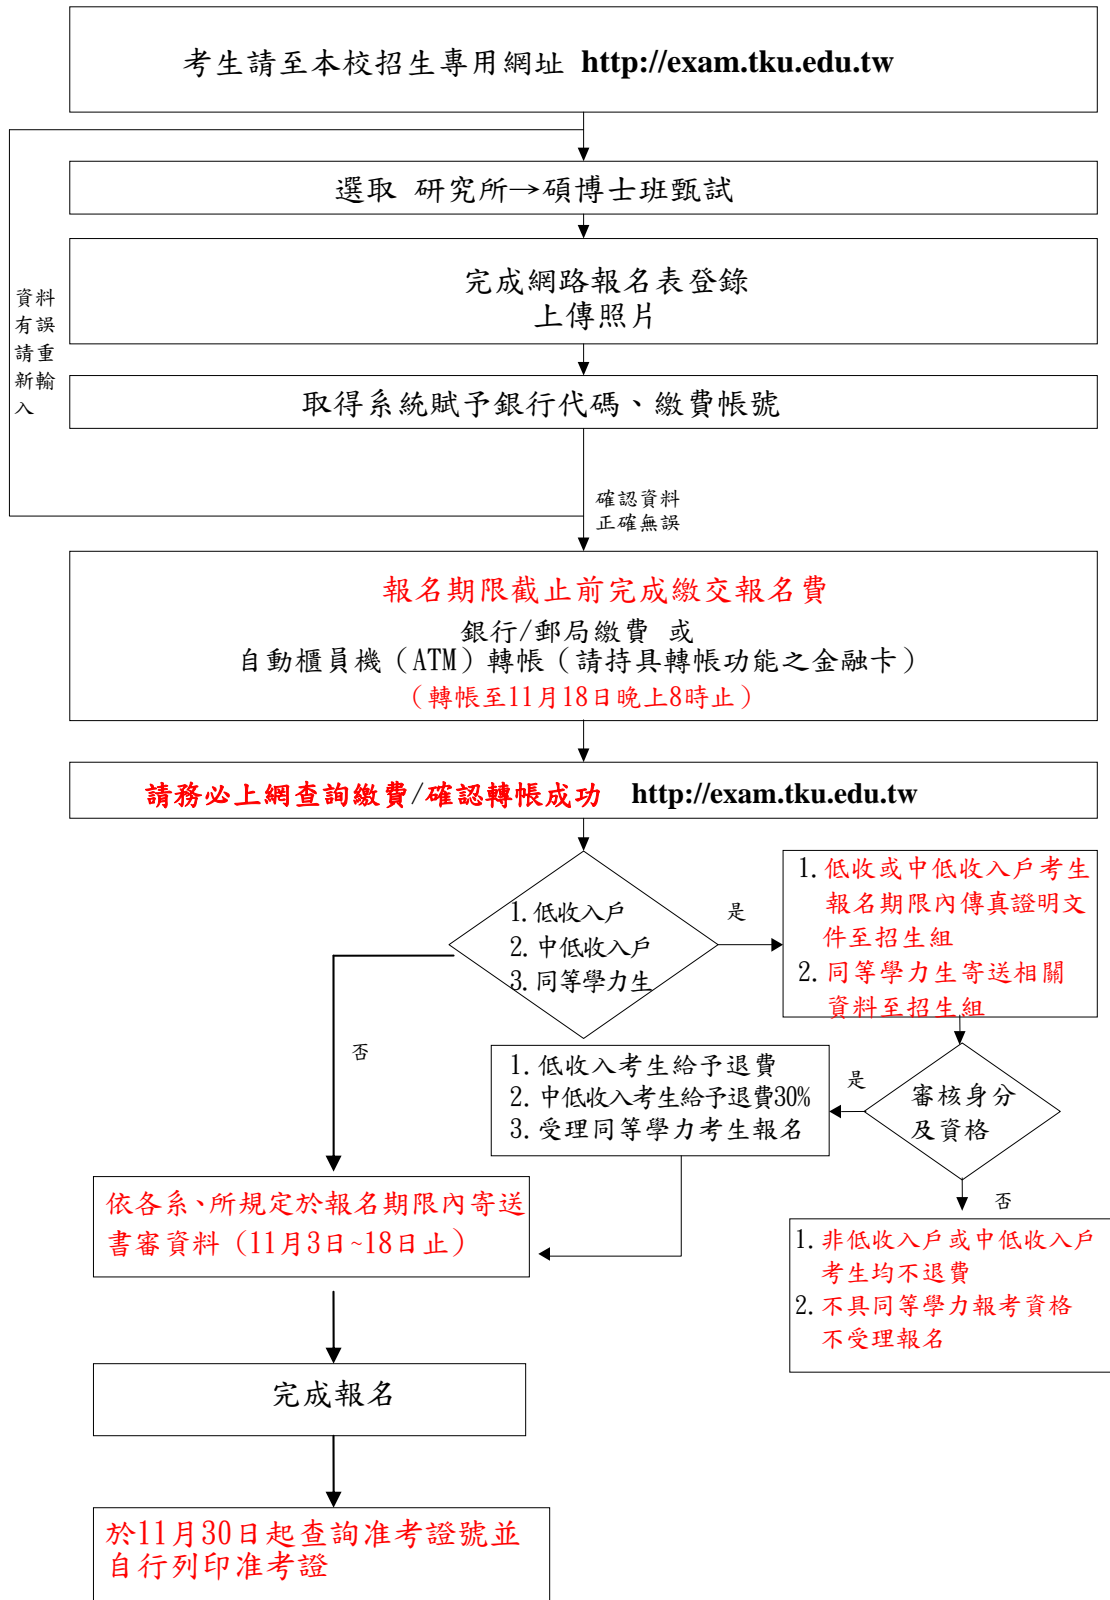 考生請至本校招生專用網址 http://exam.tku.edu.tw
選取 研究所→碩博士班甄試
完成網路報名表登錄
上傳照片
資料
有誤
請重
新輸
入
取得系統賦予銀行代碼、繳費帳號
確認資料
正確無誤
報名期限截止前完成繳交報名費
銀行/郵局繳費 或
自動櫃員機（ATM）轉帳（請持具轉帳功能之金融卡）
（轉帳至11月18日晚上8時止）
請務必上網查詢繳費/確認轉帳成功 http://exam.tku.edu.tw
1. 低收入戶
2. 中低收入戶
3. 同等學力生
是
1. 低收或中低收入戶考生
報名期限內傳真證明文
件至招生組
2. 同等學力生寄送相關
資料至招生組
否
1. 低收入考生給予退費
2. 中低收入考生給予退費30%
3. 受理同等學力考生報名
是
審核身分
及資格
否
依各系、所規定於報名期限內寄送
書審資料（11月3日~18日止）
1. 非低收入戶或中低收入戶
考生均不退費
2. 不具同等學力報考資格
不受理報名
完成報名
於11月30日起查詢准考證號並
自行列印准考證